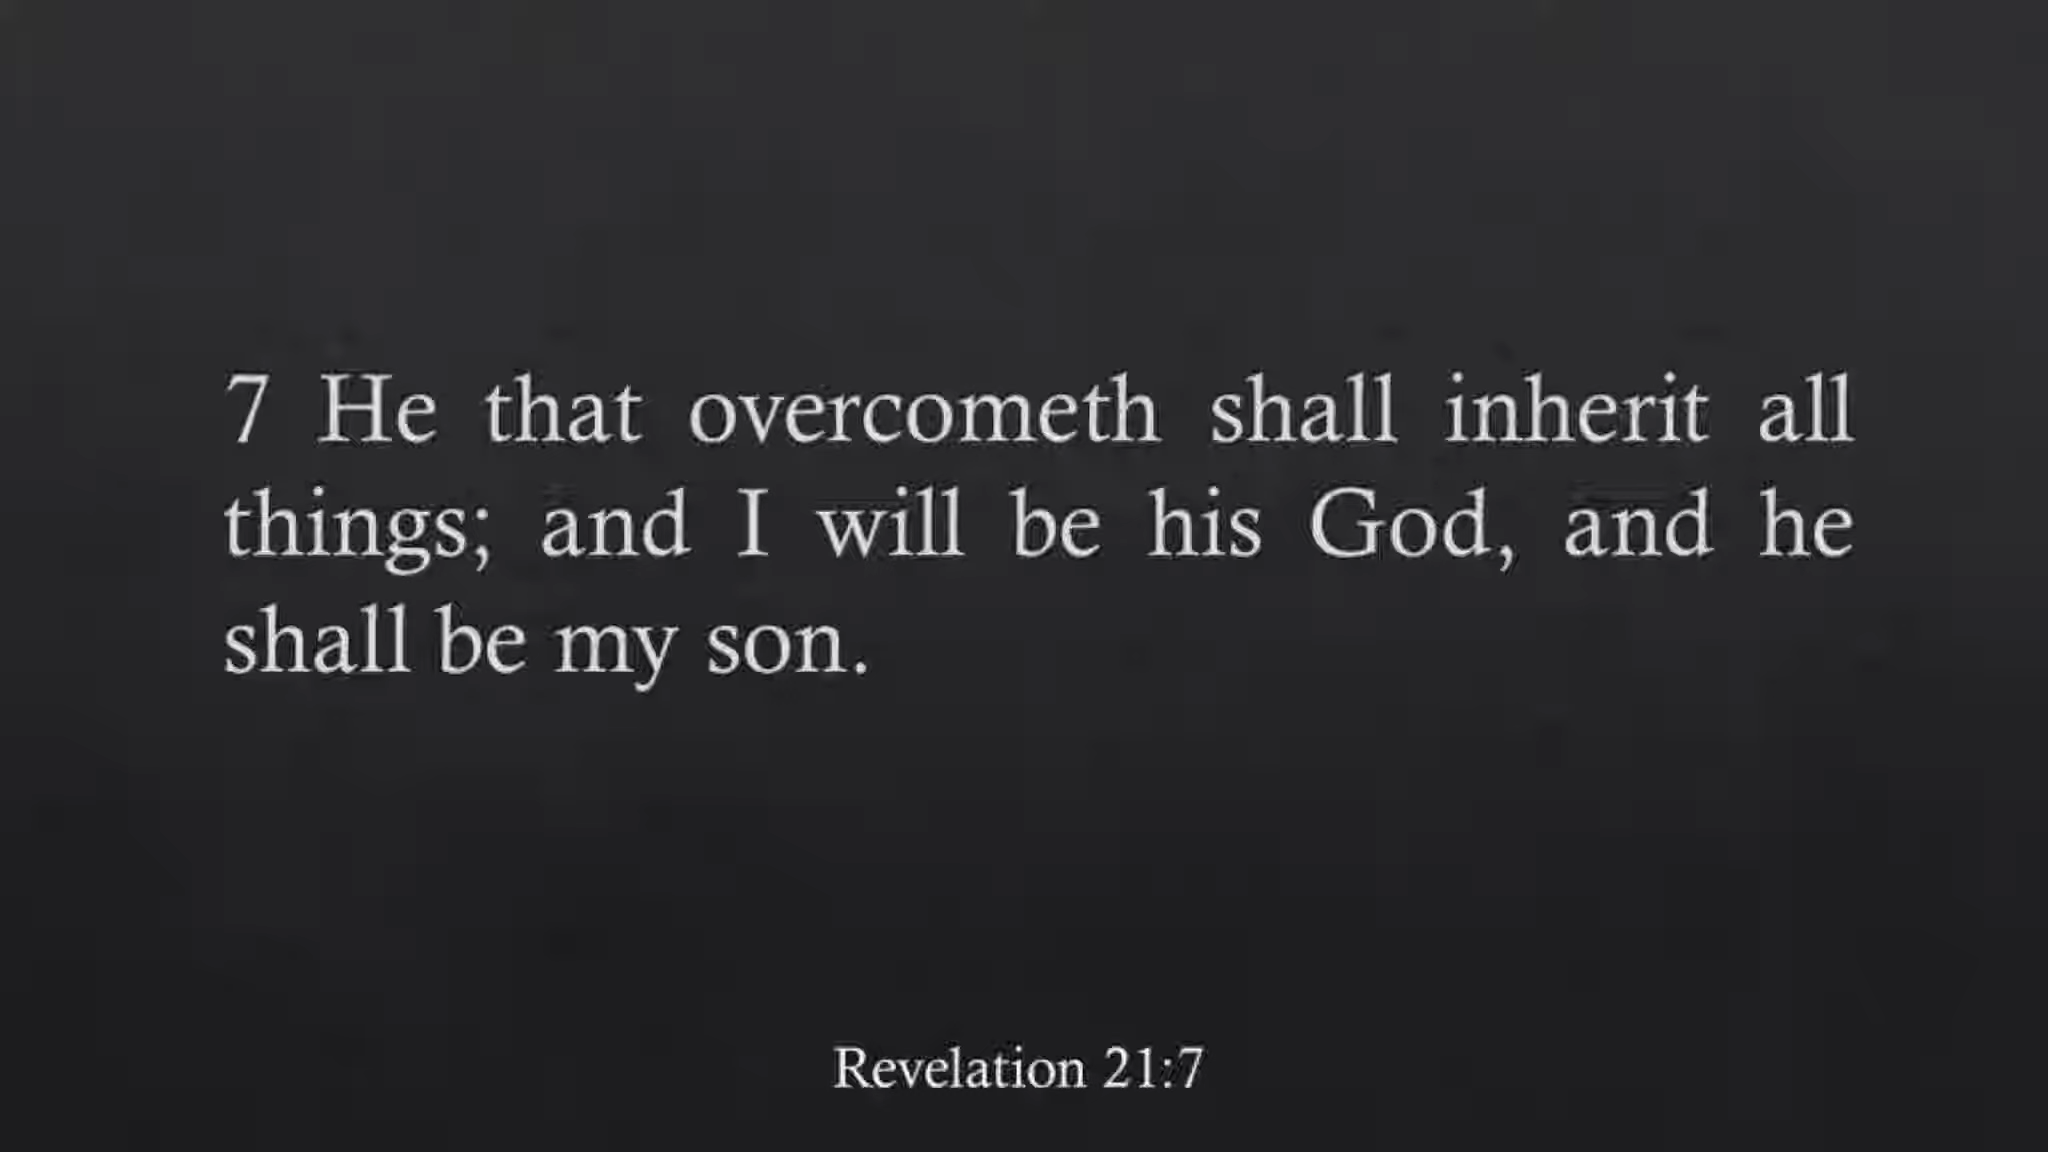 7 He that overcometh shall inherit all
things; and I will be his God, and he
shall be my son.
Revelation 21:7